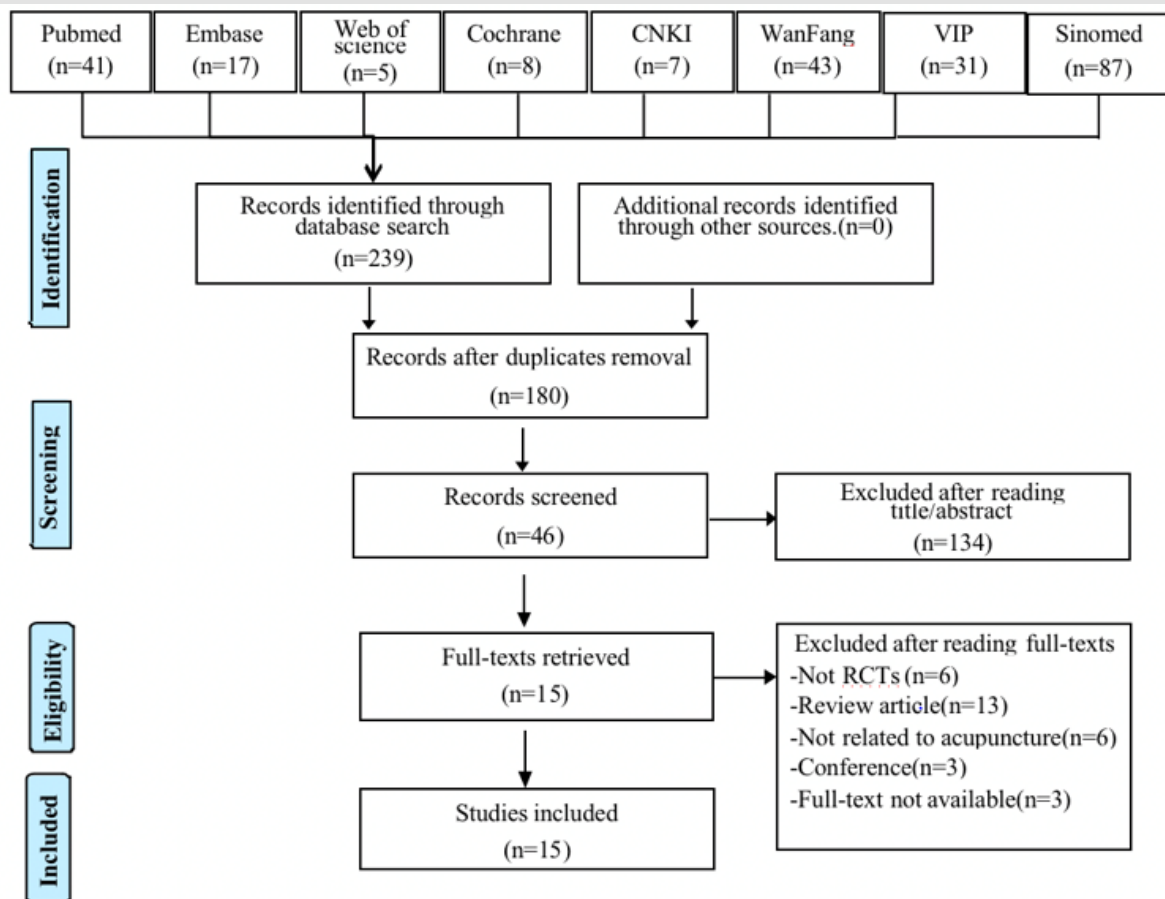 Pubmed
(n=41)
Embase
(n=17)
Web of
science
(n=5)
Cochrane
(n=8)
CNKI
(n=7)
WanFang
(n=43)
VIP
(n=31)
Sinomed
(n=87)
Identification
Records identified through
database search
(n=239)
Additional records identified
through other sources.(n=0)
Records after duplicates removal
(n=180)
Screening
Records screened
(n=46)
Excluded after reading
title/abstract
(n=134)
Eligibility
Full-texts retrieved
(n=15)
Excluded after reading full-texts
-Not RCTs (n=6)
-Review article(n=13)
-Not related to acupuncture(n=6)
-Conference(n=3)
-Full-text not available(n=3)
Included
Studies included
(n=15)